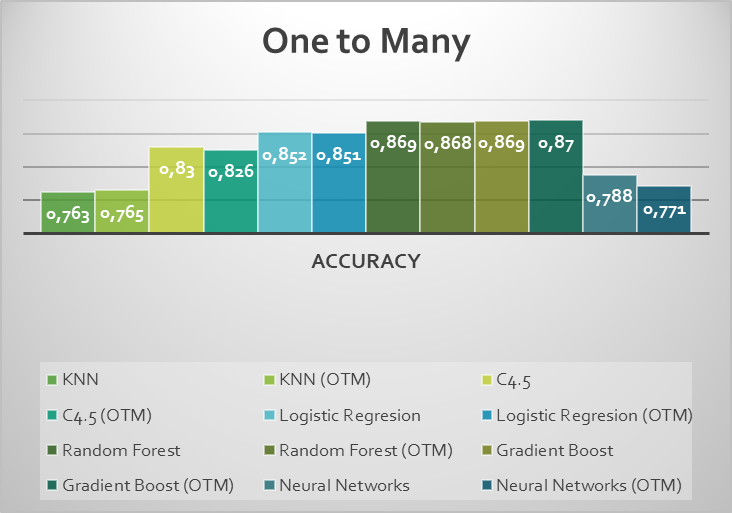 One to Many
0,763 0,765 0,83 0,826 0,852 0,851 0,869 0,868 0,869 0,87 0,788 0,771
ACCURACY
KNN KNN (OTM) C4.5
C4.5 (OTM) Logistic Regresion Logistic Regresion (OTM)
Random Forest Random Forest (OTM) Gradient Boost
Gradient Boost (OTM) Neural Networks Neural Networks (OTM)